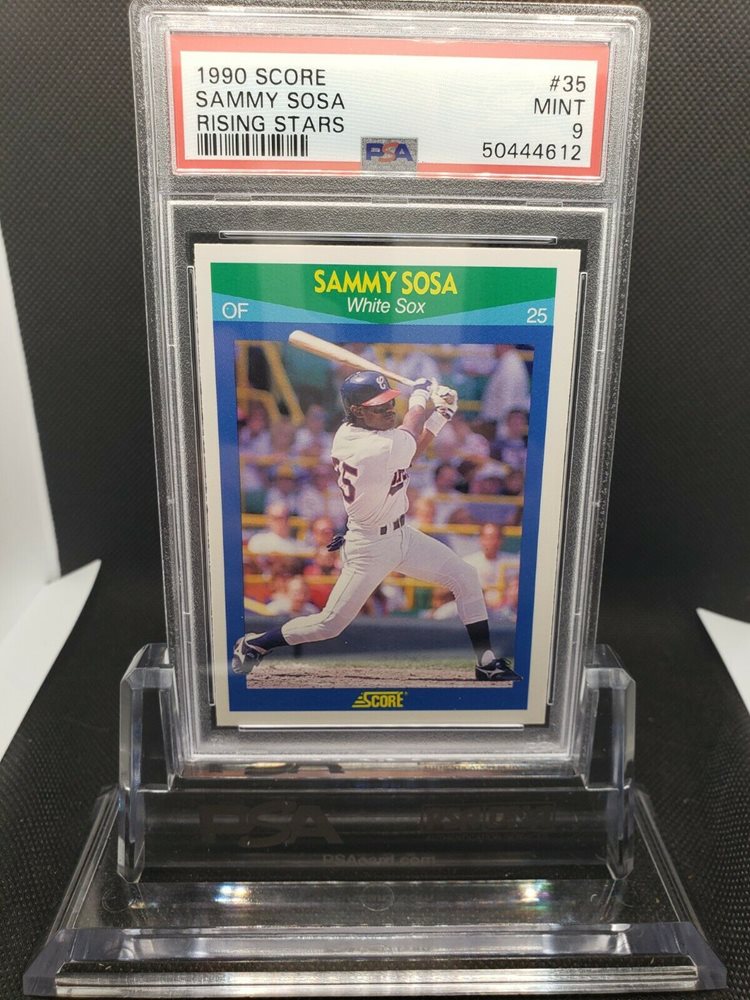 1990 SCORE #35
SAMMY SOSA MINT
RISING STARS 9
PSA 50444612
SAMMY SOSA
White Sox
OF 25
SCORE
PSA
PSAcard.com